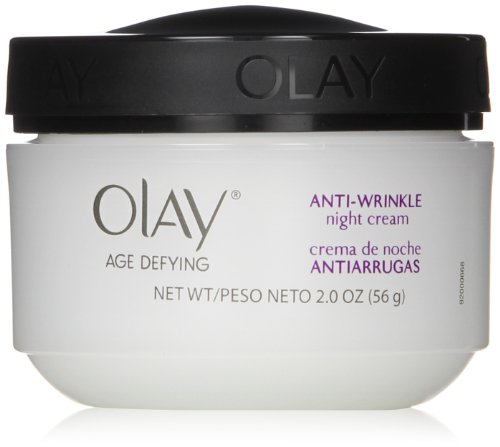 OLAY
OLAY®
AGE DEFYING
ANTI-WRINKLE
night cream
crema de noche
ANTIARRUGAS
NET WT/PESO NETO 2.0 OZ (56 g)